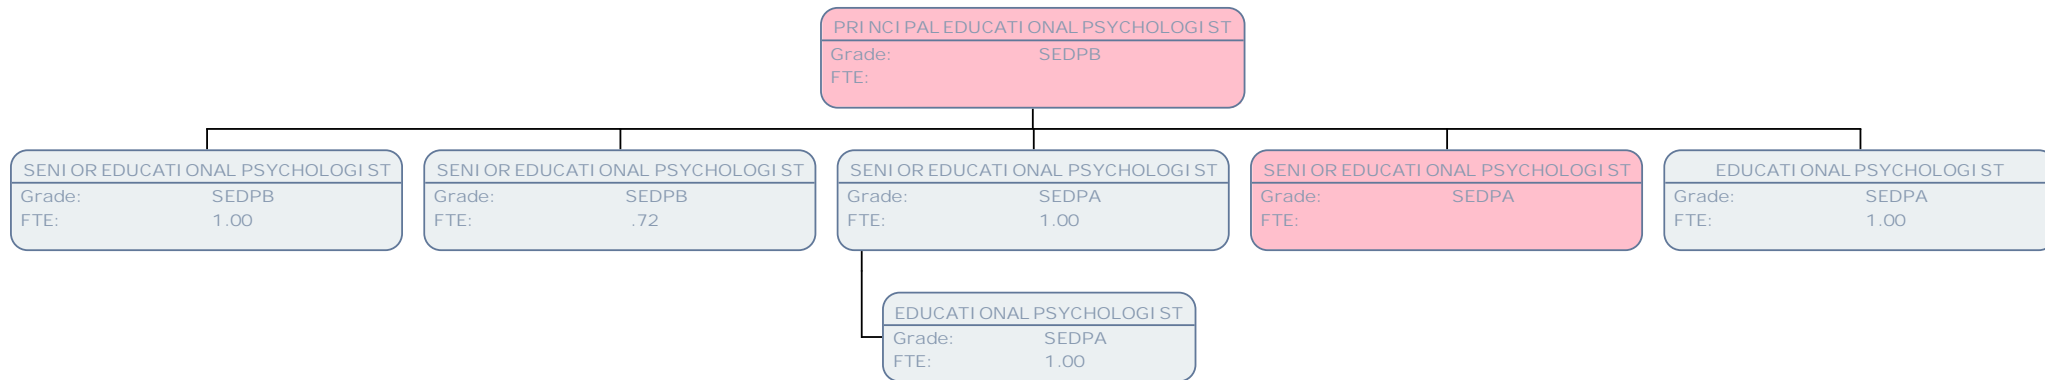 PRINCIPAL EDUCATIONAL PSYCHOLOGIST
Grade: SEDPB
FTE:
SENIOR EDUCATIONAL PSYCHOLOGIST
Grade: SEDPB
FTE: 1.00
SENIOR EDUCATIONAL PSYCHOLOGIST
Grade: SEDPB
FTE: .72
SENIOR EDUCATIONAL PSYCHOLOGIST
Grade: SEDPA
FTE: 1.00
SENIOR EDUCATIONAL PSYCHOLOGIST
Grade: SEDPA
FTE:
EDUCATIONAL PSYCHOLOGIST
Grade: SEDPA
FTE: 1.00
EDUCATIONAL PSYCHOLOGIST
Grade: SEDPA
FTE: 1.00